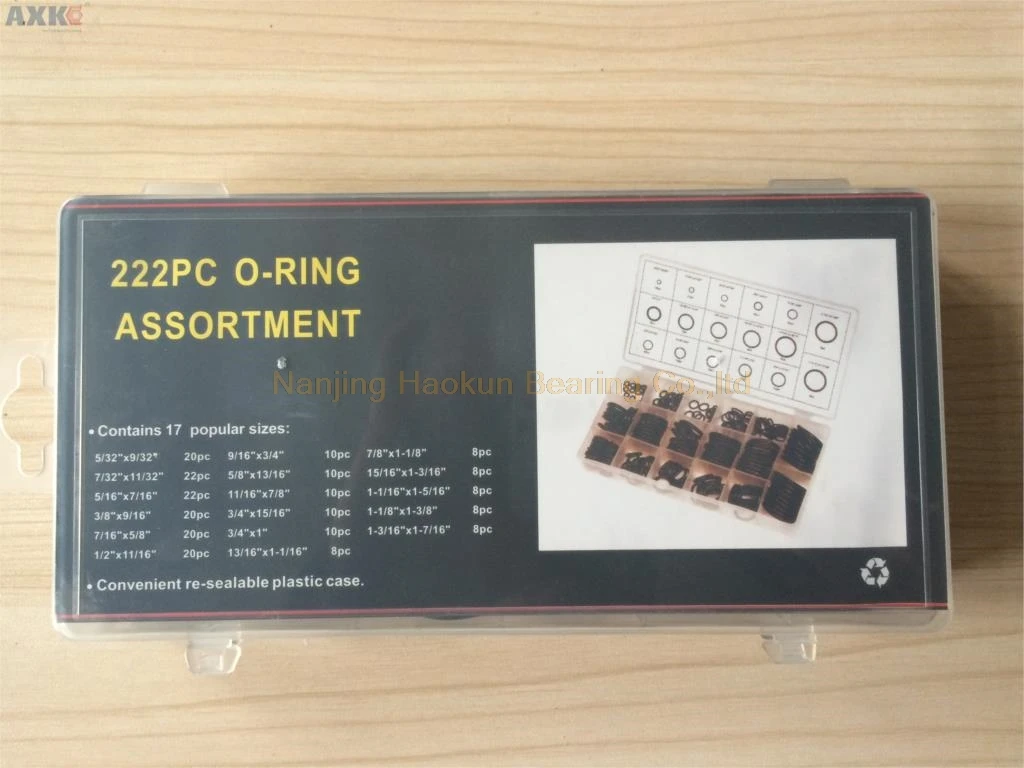 AXK
222PC O-RING
ASSORTMENT
Nanjing Haokun Bearing Co.,ltd
• Contains 17 popular sizes:
5/32"x9/32" 20pc 9/16"x3/4" 10pc 7/8"x1-1/8" 8pc
7/32"x11/32" 22pc 5/8"x13/16" 10pc 15/16"x1-3/16" 8pc
5/16"x7/16" 22pc 11/16"x7/8" 10pc 1-1/16"x1-5/16" 8pc
3/8"x9/16" 20pc 3/4"x15/16" 10pc 1-1/8"x1-3/8" 8pc
7/16"x5/8" 20pc 3/4"x1" 10pc 1-3/16"x1-7/16" 8pc
1/2"x11/16" 20pc 13/16"x1-1/16" 8pc
• Convenient re-sealable plastic case.